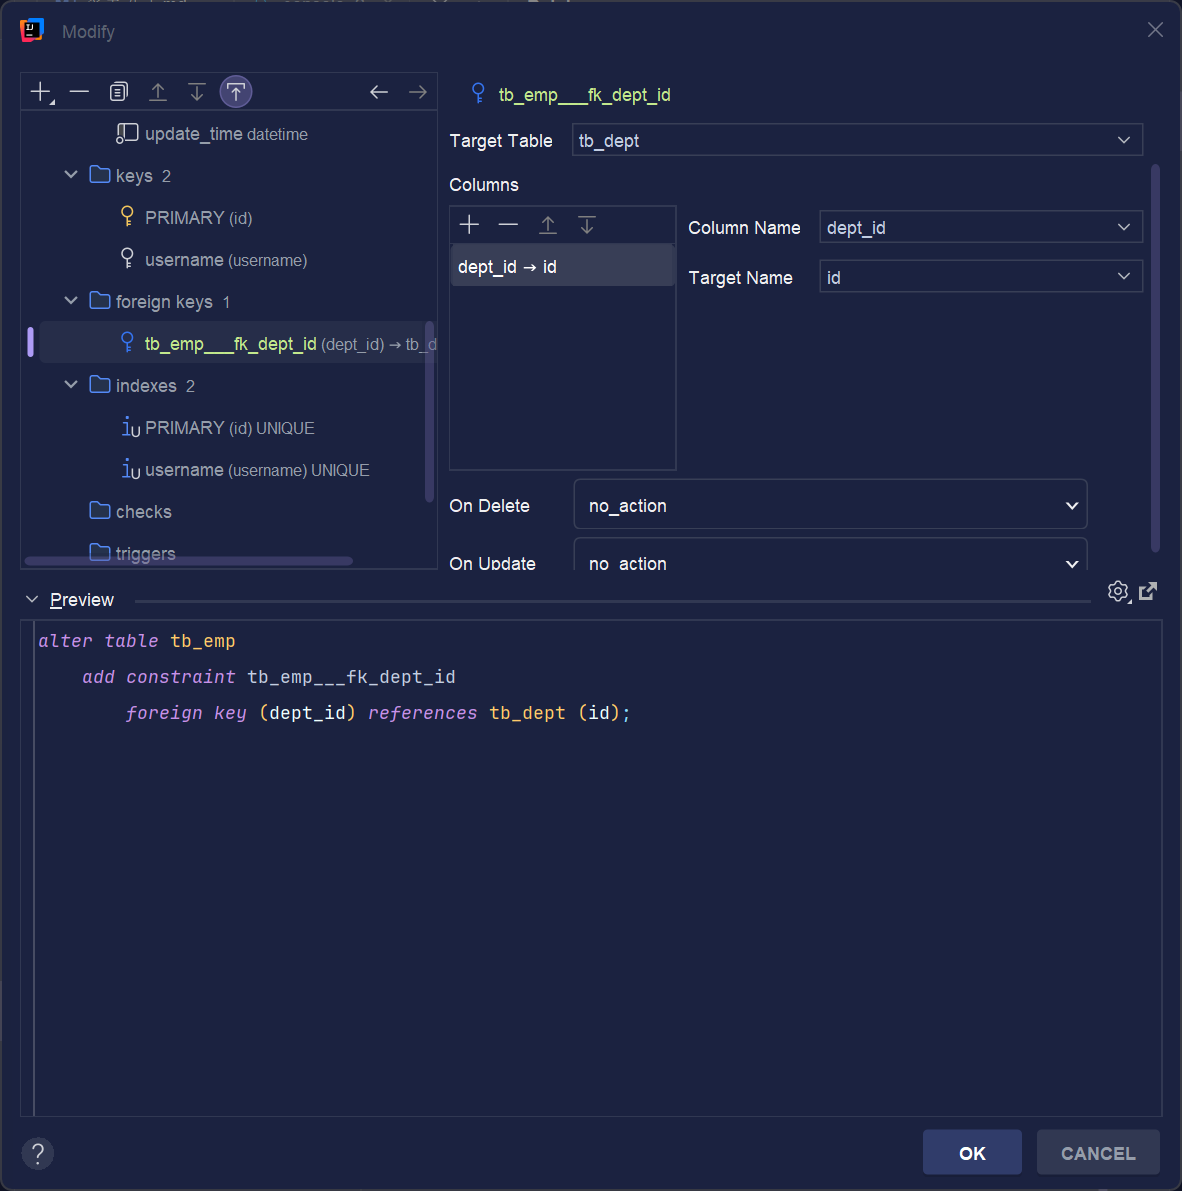 Modify
update_time datetime
keys 2
PRIMARY (id)
username (username)
foreign keys 1
tb_emp___fk_dept_id (dept_id) → tb_d
indexes 2
iu PRIMARY (id) UNIQUE
iu username (username) UNIQUE
checks
triggers
tb_emp___fk_dept_id
Target Table tb_dept
Columns
dept_id → id
Column Name dept_id
Target Name id
On Delete no_action
On Update no_action
Preview
alter table tb_emp
add constraint tb_emp___fk_dept_id
foreign key (dept_id) references tb_dept (id);
?
OK
CANCEL